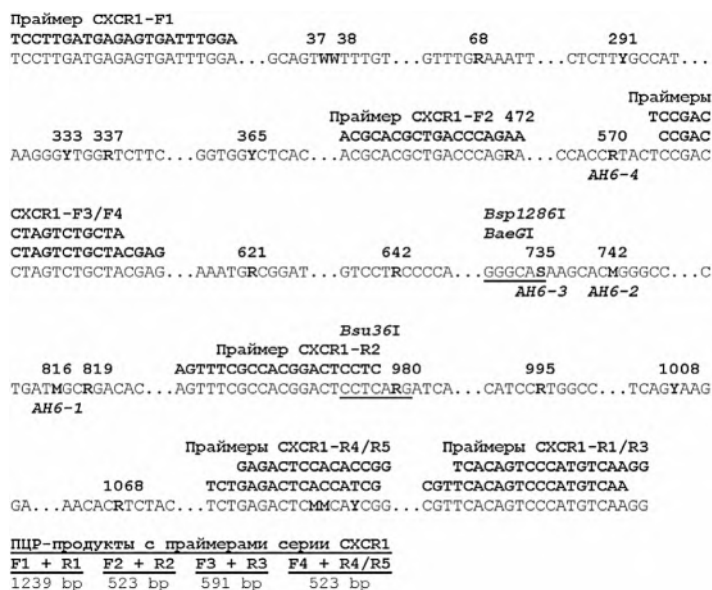 Праймер CXCR1-F1
TCCTTGATGAGAGTGATTTGGA 37 38 68 291
TCCTTGATGAGAGTGATTTGGA...GCAGTWWTTTGT...GTTTGRAAATT...CTCTTYGCCAT...
Праймер CXCR1-F2 472 Праймеры
ACGCACGCTGACCCAGAA TCCGAC
333 337 365 570 CCGAC
AAGGGYTGGRTCTTC...GGTGGYCTCAC...ACGCACGCTGACCCAGRA...CCACCRTACTCCGAC
AH6-4
CXCR1-F3/F4 Bsp1286I
CTAGTCTGCTA BaeGI
CTAGTCTGCTACGAG 621 642 735 742
CTAGTCTGCTACGAG...AAATGRCGGAT...GTCCTRCCCCA...GGGCASAAGCACMGGGCC...C
AH6-3 AH6-2
Bsu36I
Праймер CXCR1-R2
816 819 AGTTTCGCCACGGACTCCTC 980 995 1008
TGATMGCRGACAC...AGTTTCGCCACGGACTCCTCARGATCA...CATCCRTGGCC...TCAGYAAG
AH6-1
Праймеры CXCR1-R4/R5 Праймеры CXCR1-R1/R3
GAGACTCCACACCGG TCACAGTCCCATGTCAAGG
1068 TCTGAGACTCACCATCG CGTTCACAGTCCCATGTCAA
GA...AACACRTCTAC...TCTGAGACTCMMCAYCGG...CGTTCACAGTCCCATGTCAAGG
ПЦР-продукты с праймерами серии CXCR1
F1 + R1 F2 + R2 F3 + R3 F4 + R4/R5
1239 bp 523 bp 591 bp 523 bp